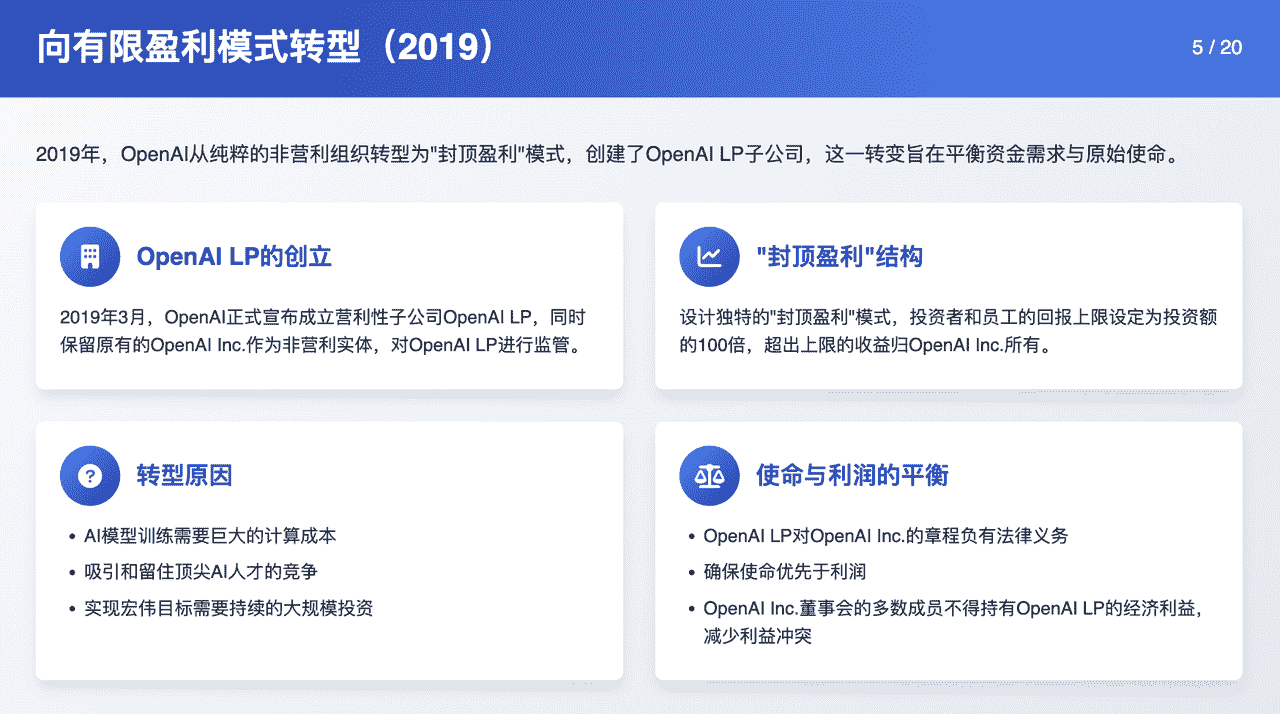 向有限盈利模式转型（2019）
5 / 20
2019年，OpenAI从纯粹的非营利组织转型为"封顶盈利"模式，创建了OpenAI LP子公司，这一转变旨在平衡资金需求与原始使命。
OpenAI LP的创立
2019年3月，OpenAI正式宣布成立营利性子公司OpenAI LP，同时
保留原有的OpenAI Inc.作为非营利实体，对OpenAI LP进行监管。
"封顶盈利"结构
设计独特的"封顶盈利"模式，投资者和员工的回报上限设定为投资额
的100倍，超出上限的收益归OpenAI Inc.所有。
转型原因
• AI模型训练需要巨大的计算成本
• 吸引和留住顶尖AI人才的竞争
• 实现宏伟目标需要持续的大规模投资
使命与利润的平衡
• OpenAI LP对OpenAI Inc.的章程负有法律义务
• 确保使命优先于利润
• OpenAI Inc.董事会的多数成员不得持有OpenAI LP的经济利益，
减少利益冲突